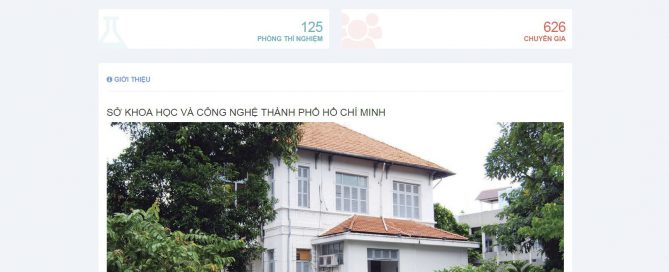 125
PHÒNG THÍ NGHIỆM
626
CHUYÊN GIA
GIỚI THIỆU
SỞ KHOA HỌC VÀ CÔNG NGHỆ THÀNH PHỐ HỒ CHÍ MINH